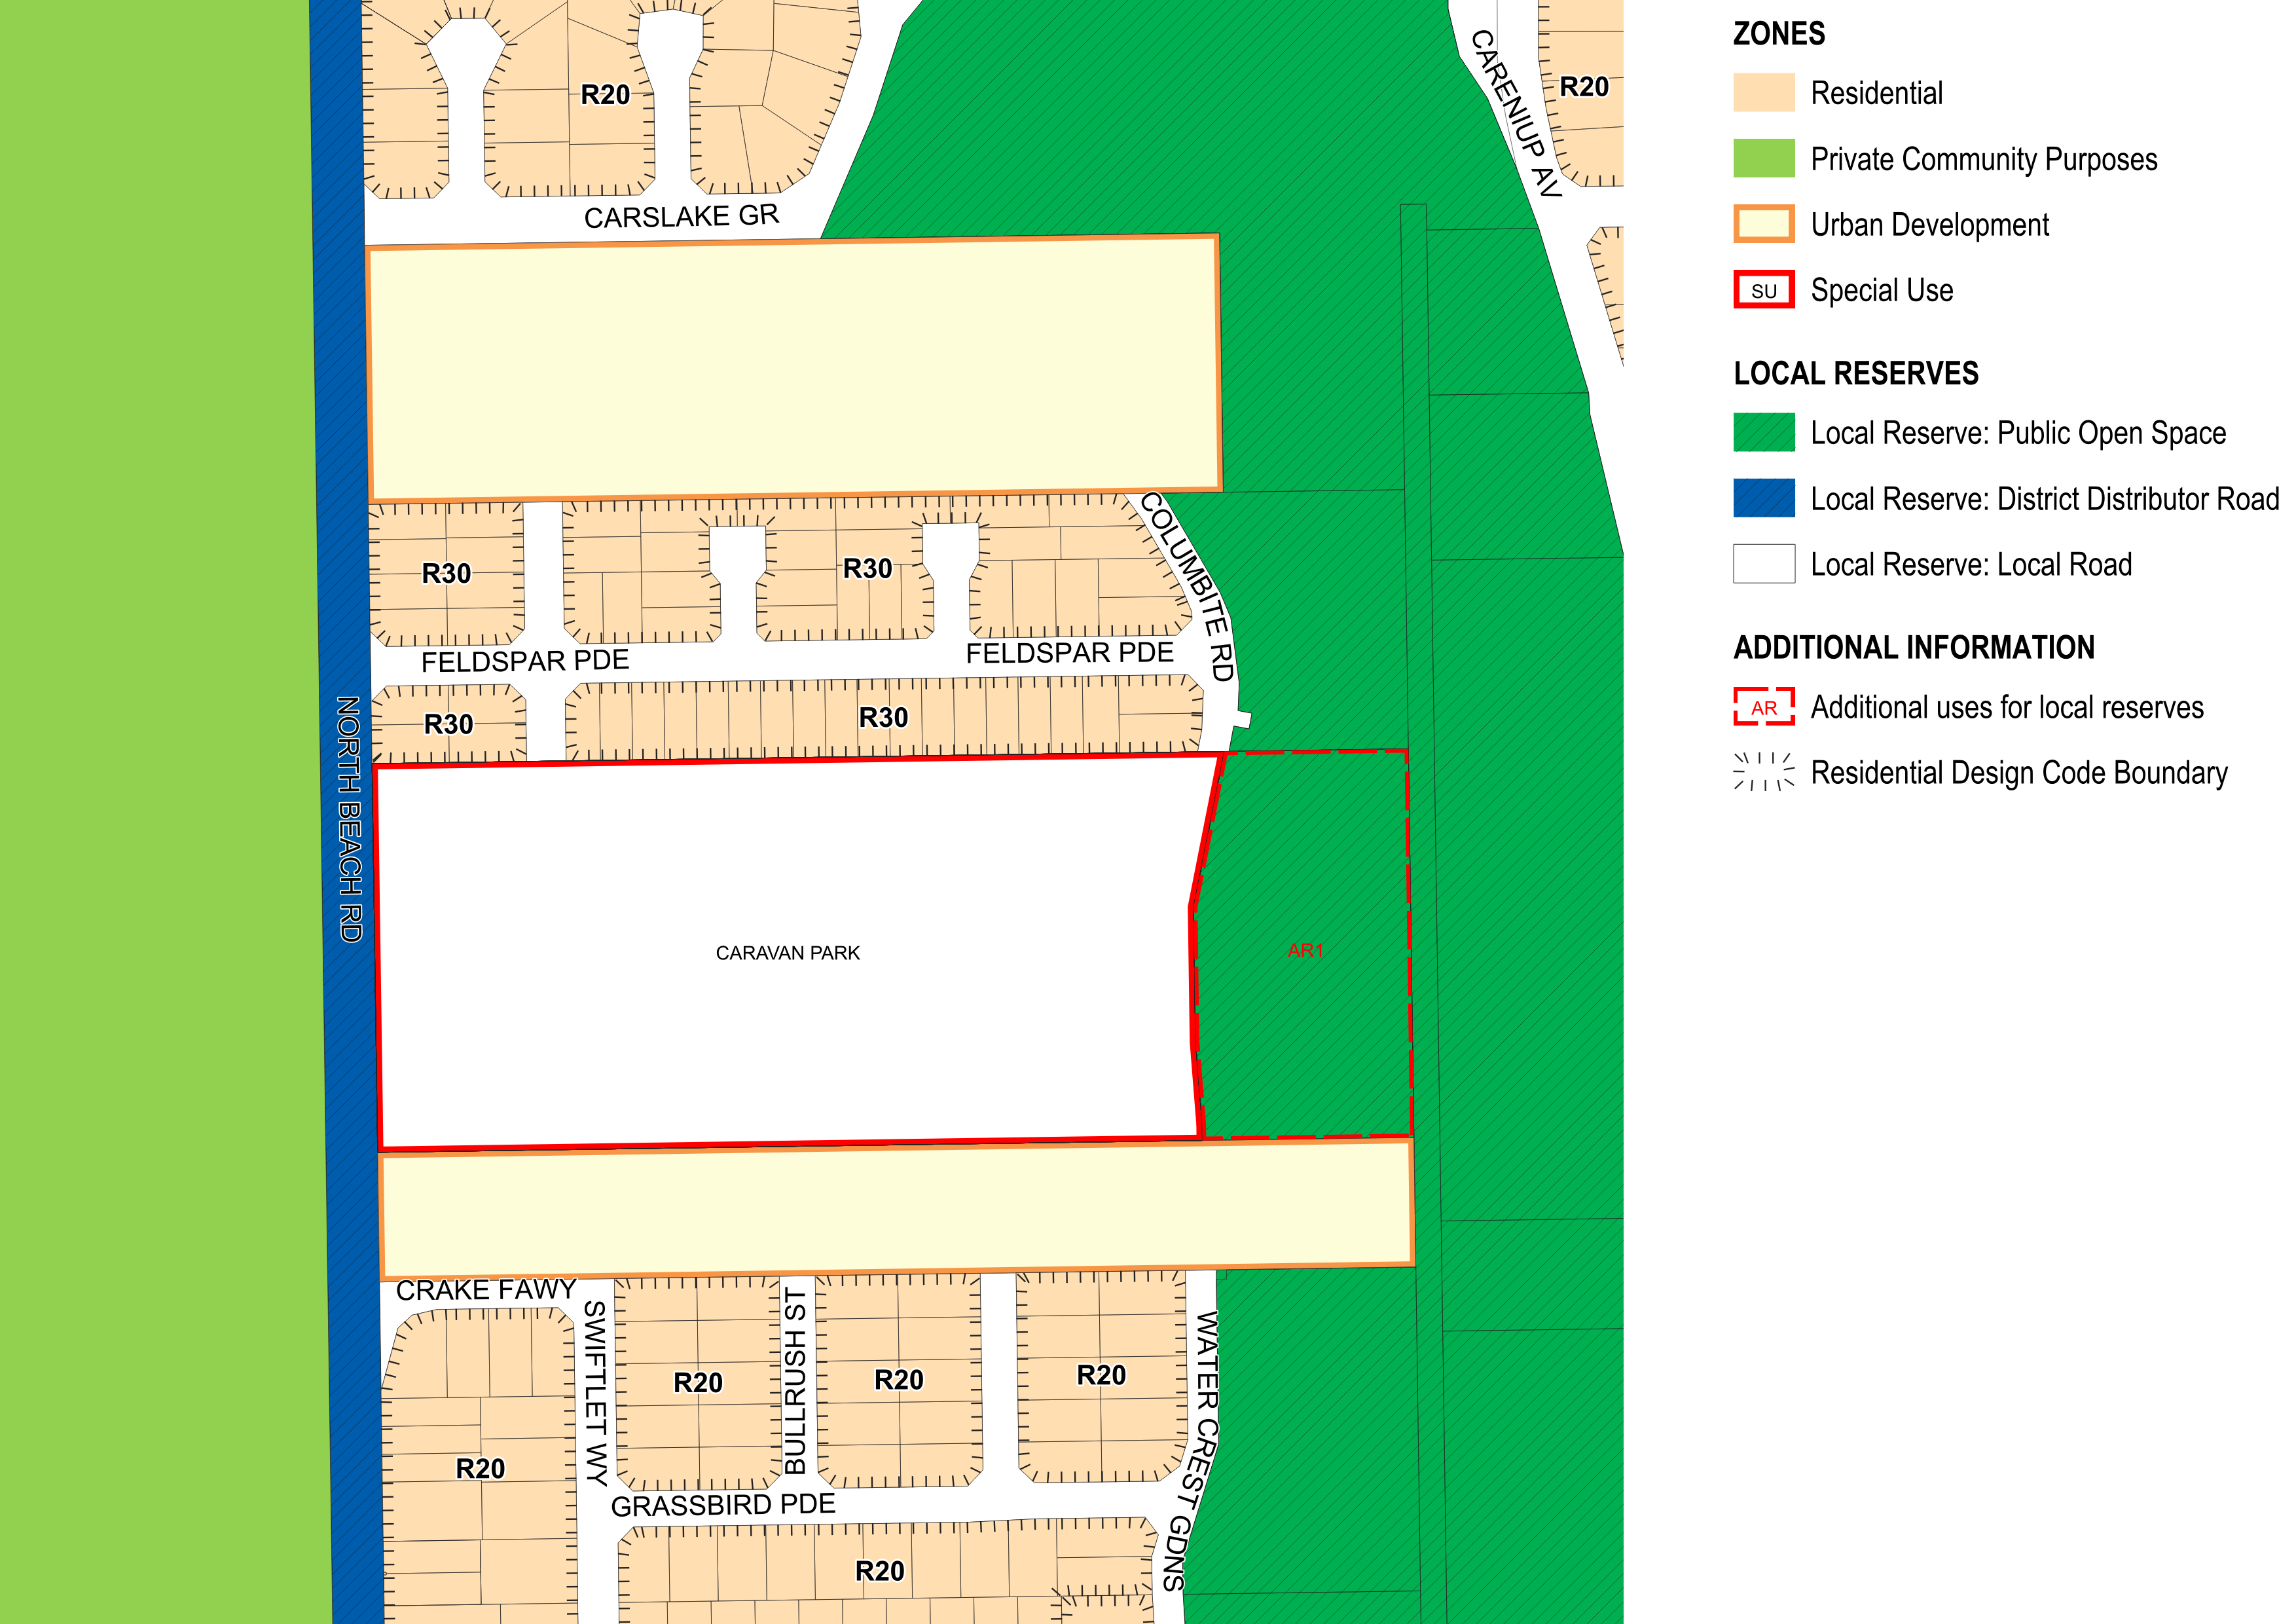 R20
CARSLAKE GR
CARENIUP AV
R20
R30
R30
COLUMBITE RD
FELDSPAR PDE
FELDSPAR PDE
R30
R30
NORTH BEACH RD
CARAVAN PARK
AR1
CRAKE FAWY
SWIFTLET WY
BULLRUSH ST
WATER CREST GDNS
R20
R20
R20
R20
GRASSBIRD PDE
R20
ZONES
Residential
Private Community Purposes
Urban Development
SU Special Use
LOCAL RESERVES
Local Reserve: Public Open Space
Local Reserve: District Distributor Road
Local Reserve: Local Road
ADDITIONAL INFORMATION
AR Additional uses for local reserves
Residential Design Code Boundary